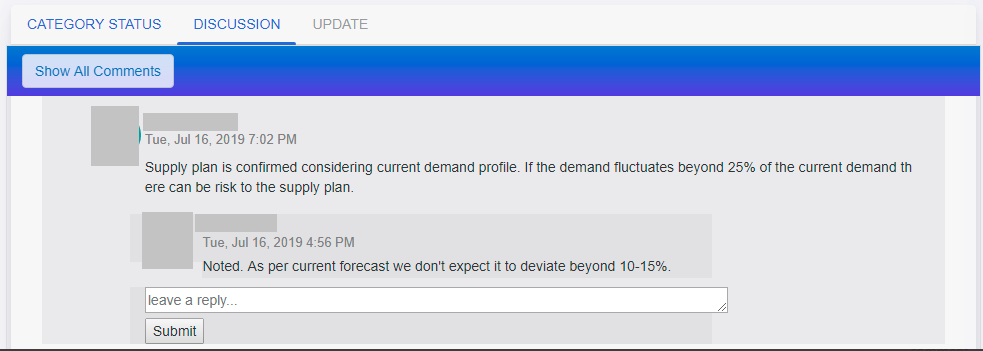 CATEGORY STATUS DISCUSSION UPDATE
Show All Comments
Tue, Jul 16, 2019 7:02 PM
Supply plan is confirmed considering current demand profile. If the demand fluctuates beyond 25% of the current demand th
ere can be risk to the supply plan.
Tue, Jul 16, 2019 4:56 PM
Noted. As per current forecast we don't expect it to deviate beyond 10-15%.
leave a reply...
Submit